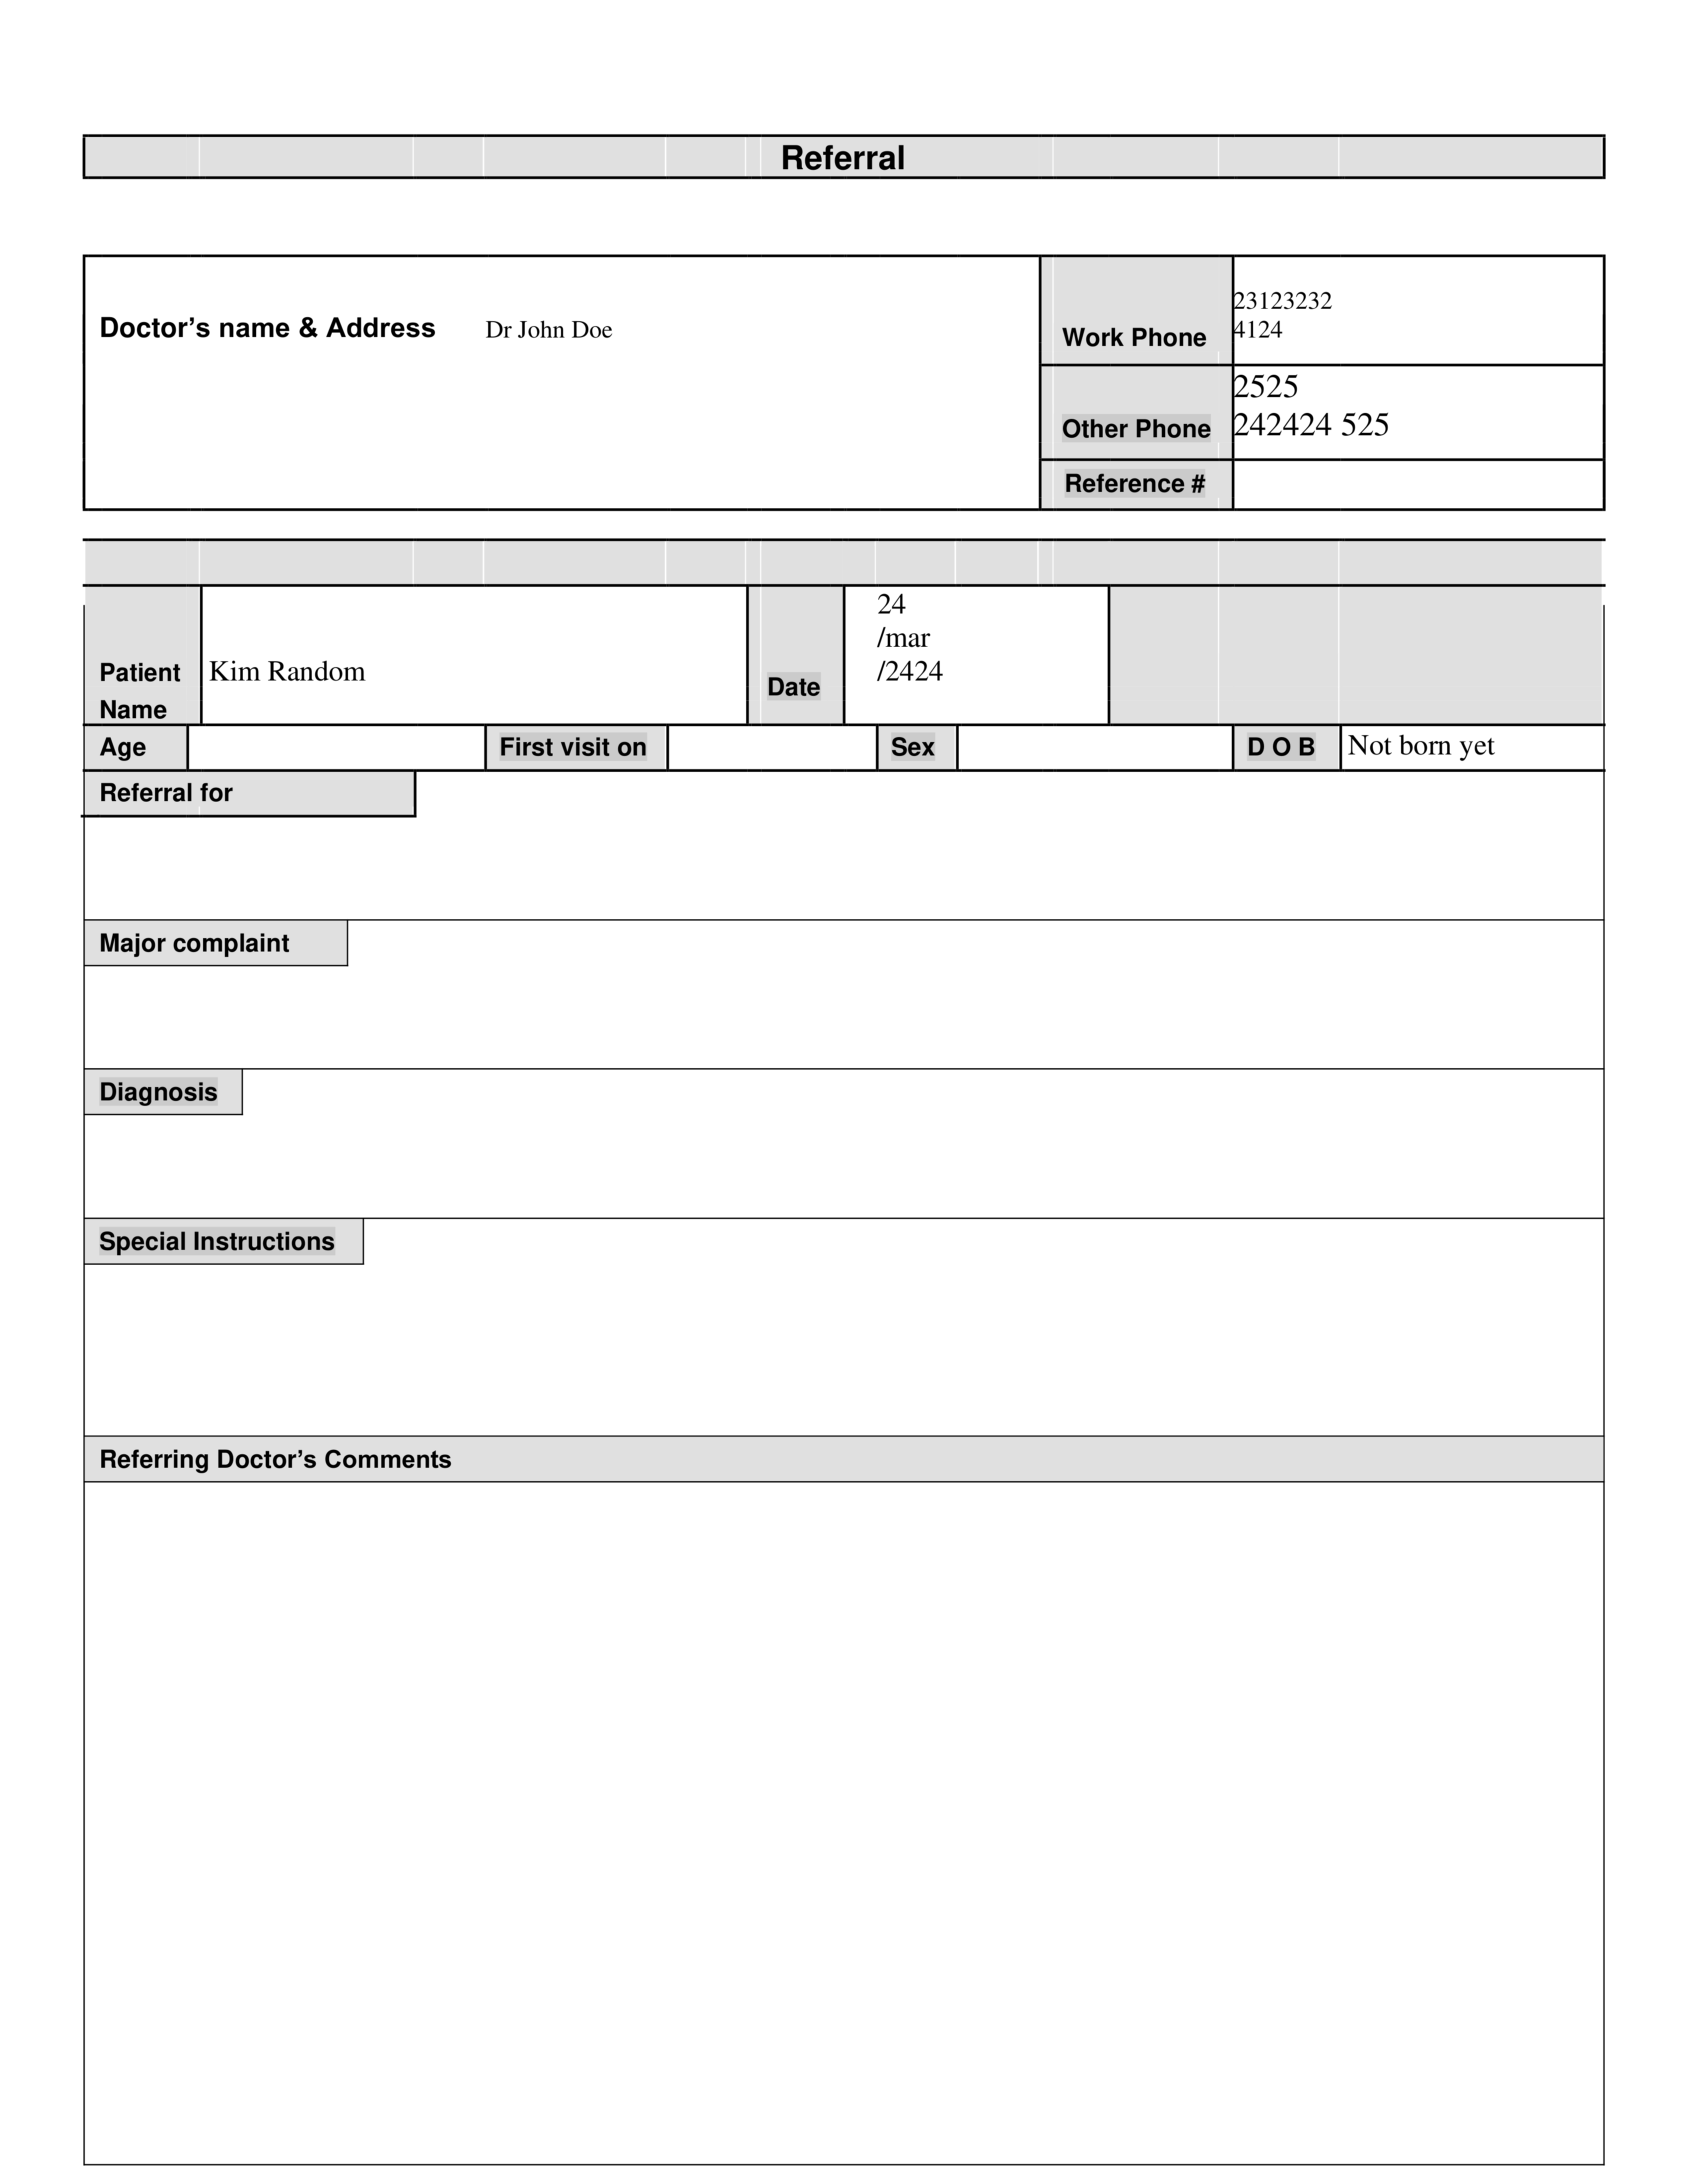 Referral
Doctor’s name & Address Dr John Doe
Work Phone 23123232
4124
Other Phone 2525
242424 525
Reference #
Patient
Name Kim Random
Date 24
/mar
/2424
Age First visit on Sex D O B Not born yet
Referral for
Major complaint
Diagnosis
Special Instructions
Referring Doctor’s Comments